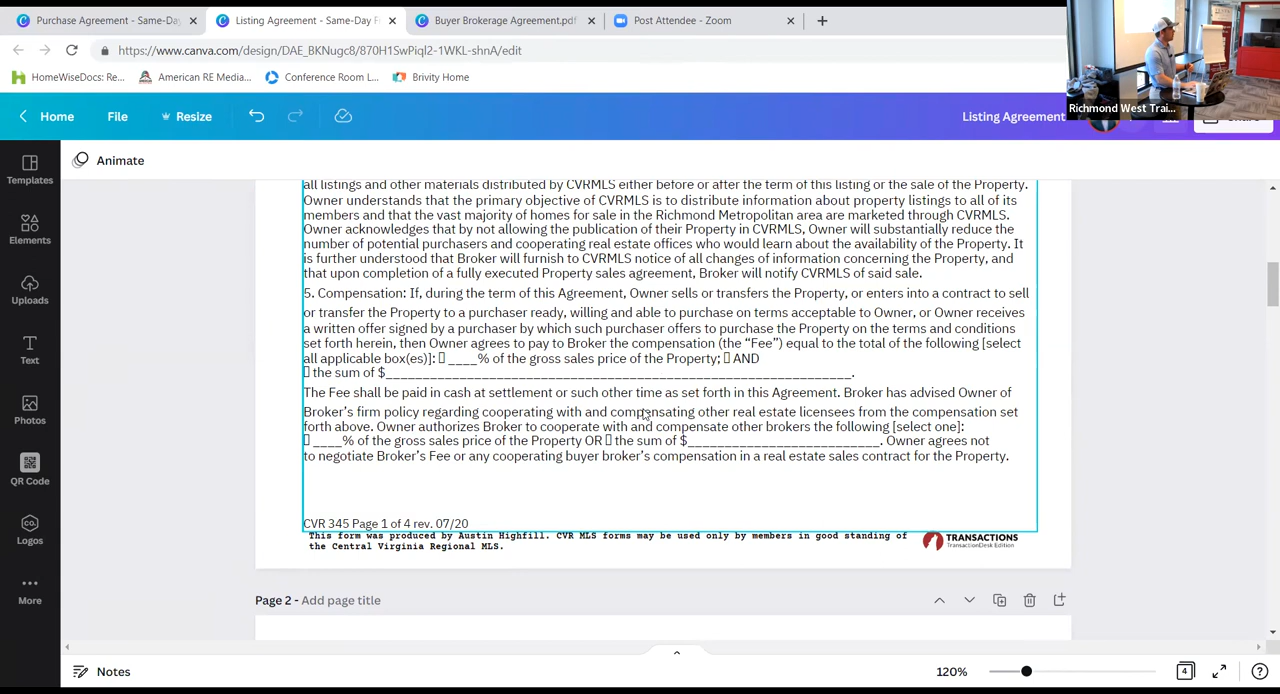 Purchase Agreement - Same-Day
Listing Agreement - Same-Day F
Buyer Brokerage Agreement.pdf
Post Attendee - Zoom
https://www.canva.com/design/DAE_BKNugc8/870H1SwPiqI2-1WKL-shnA/edit
HomeWiseDocs: Re...
American RE Media...
Conference Room L...
Brivity Home
Richmond West Trai...
Home
File
Resize
Listing Agreement
Animate
Templates
Elements
Uploads
Text
Photos
QR Code
Logos
More
all listings and other materials distributed by CVRMLS either before or after the term of this listing or the sale of the Property.
Owner understands that the primary objective of CVRMLS is to distribute information about property listings to all of its
members and that the vast majority of homes for sale in the Richmond Metropolitan area are marketed through CVRMLS.
Owner acknowledges that by not allowing the publication of their Property in CVRMLS, Owner will substantially reduce the
number of potential purchasers and cooperating real estate offices who would learn about the availability of the Property. It
is further understood that Broker will furnish to CVRMLS notice of all changes of information concerning the Property, and
that upon completion of a fully executed Property sales agreement, Broker will notify CVRMLS of said sale.
5. Compensation: If, during the term of this Agreement, Owner sells or transfers the Property, or enters into a contract to sell
or transfer the Property to a purchaser ready, willing and able to purchase on terms acceptable to Owner, or Owner receives
a written offer signed by a purchaser by which such purchaser offers to purchase the Property on the terms and conditions
set forth herein, then Owner agrees to pay to Broker the compensation (the “Fee”) equal to the total of the following [select
all applicable box(es)]: ▯ ____% of the gross sales price of the Property; ▯ AND
▯ the sum of $__________________________________________________________________.
The Fee shall be paid in cash at settlement or such other time as set forth in this Agreement. Broker has advised Owner of
Broker’s firm policy regarding cooperating with and compensating other real estate licensees from the compensation set
forth above. Owner authorizes Broker to cooperate with and compensate other brokers the following [select one]:
▯ ____% of the gross sales price of the Property OR ▯ the sum of $__________________________. Owner agrees not
to negotiate Broker’s Fee or any cooperating buyer broker’s compensation in a real estate sales contract for the Property.
CVR 345 Page 1 of 4 rev. 07/20
This form was produced by Austin Highfill. CVR MLS forms may be used only by members in good standing of
the Central Virginia Regional MLS.
TRANSACTIONS
TransactionDesk Edition
Page 2 - Add page title
Notes
120%
4